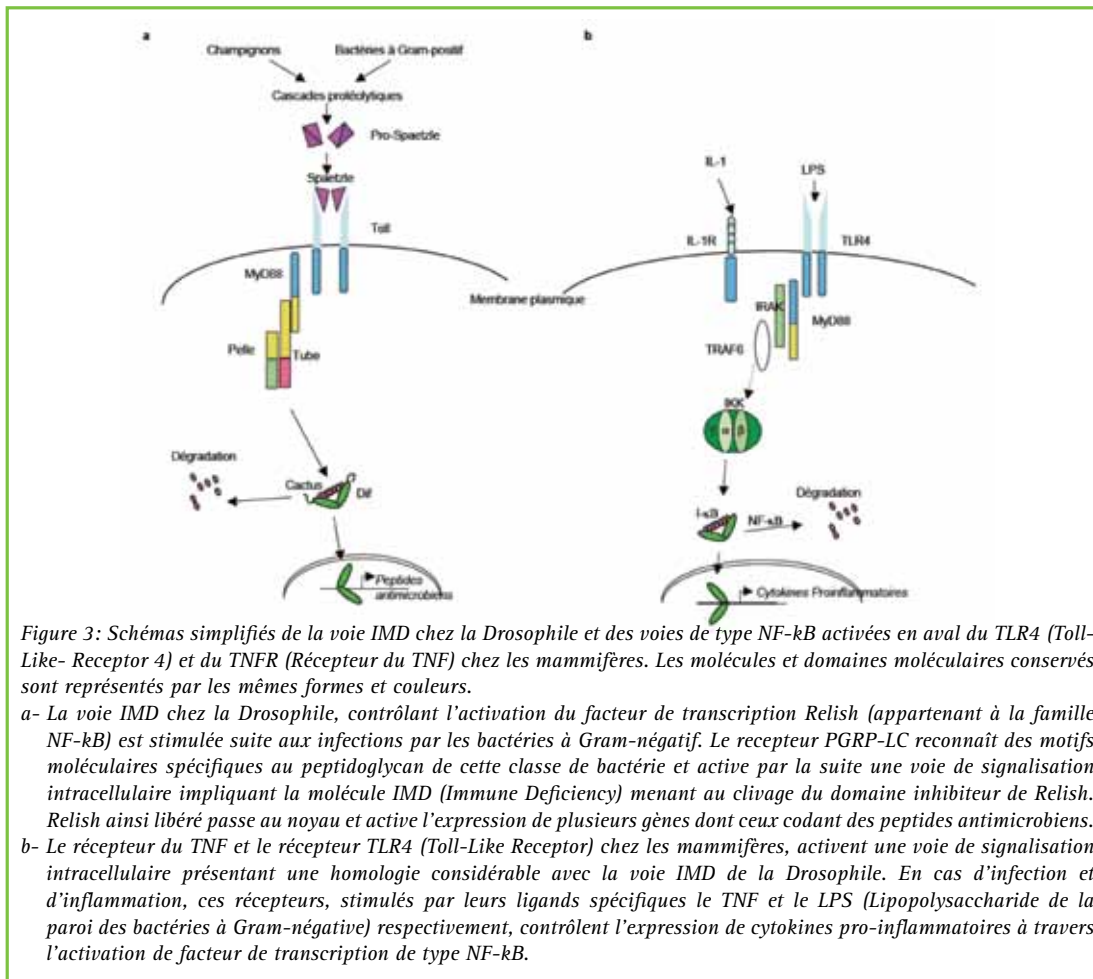 a
Champignons
Bactéries à Gram-positif
Cascades protéolytiques
Pro-Spaetzle
Spaetzle
Toll
MyD88
Membrane plasmique
Pelle
Tube
Dégradation
Cactus
Dif
Peptides
antimicrobiens
b
IL-1
LPS
IL-1R
TLR4
IRAK
MyD88
TRAF6
IKK
α β
Dégradation
I-κB
NF-κB
Cytokines Proinflammatoires
Figure 3: Schémas simplifiés de la voie IMD chez la Drosophile et des voies de type NF-kB activées en aval du TLR4 (Toll-
Like- Receptor 4) et du TNFR (Récepteur du TNF) chez les mammifères. Les molécules et domaines moléculaires conservés
sont représentés par les mêmes formes et couleurs.
a- La voie IMD chez la Drosophile, contrôlant l'activation du facteur de transcription Relish (appartenant à la famille
NF-kB) est stimulée suite aux infections par les bactéries à Gram-négatif. Le recepteur PGRP-LC reconnaît des motifs
moléculaires spécifiques au peptidoglycan de cette classe de bactérie et active par la suite une voie de signalisation
intracellulaire impliquant la molécule IMD (Immune Deficiency) menant au clivage du domaine inhibiteur de Relish.
Relish ainsi libéré passe au noyau et active l'expression de plusieurs gènes dont ceux codant des peptides antimicrobiens.
b- Le récepteur du TNF et le récepteur TLR4 (Toll-Like Receptor) chez les mammifères, activent une voie de signalisation
intracellulaire présentant une homologie considérable avec la voie IMD de la Drosophile. En cas d'infection et
d'inflammation, ces récepteurs, stimulés par leurs ligands spécifiques le TNF et le LPS (Lipopolysaccharide de la
paroi des bactéries à Gram-négative) respectivement, contrôlent l'expression de cytokines pro-inflammatoires à travers
l'activation de facteur de transcription de type NF-kB.